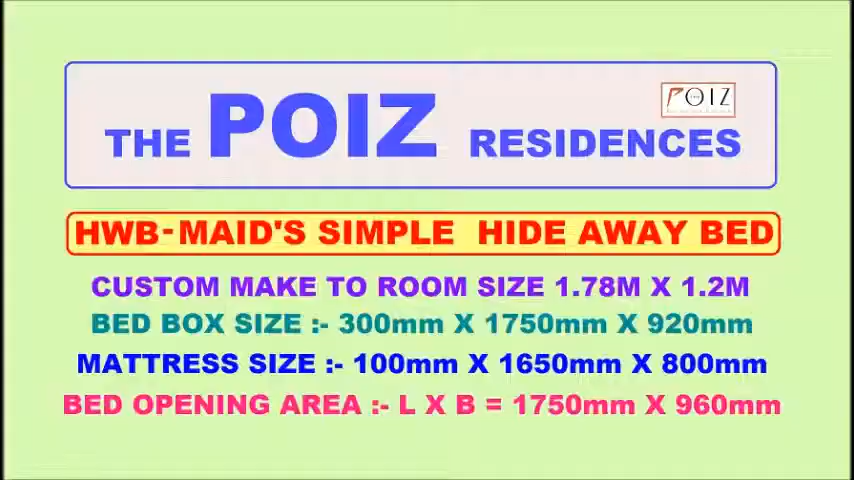 THE POIZ RESIDENCES
POIZ
HWB-MAID'S SIMPLE HIDE AWAY BED
CUSTOM MAKE TO ROOM SIZE 1.78M X 1.2M
BED BOX SIZE :- 300mm X 1750mm X 920mm
MATTRESS SIZE :- 100mm X 1650mm X 800mm
BED OPENING AREA :- L X B = 1750mm X 960mm